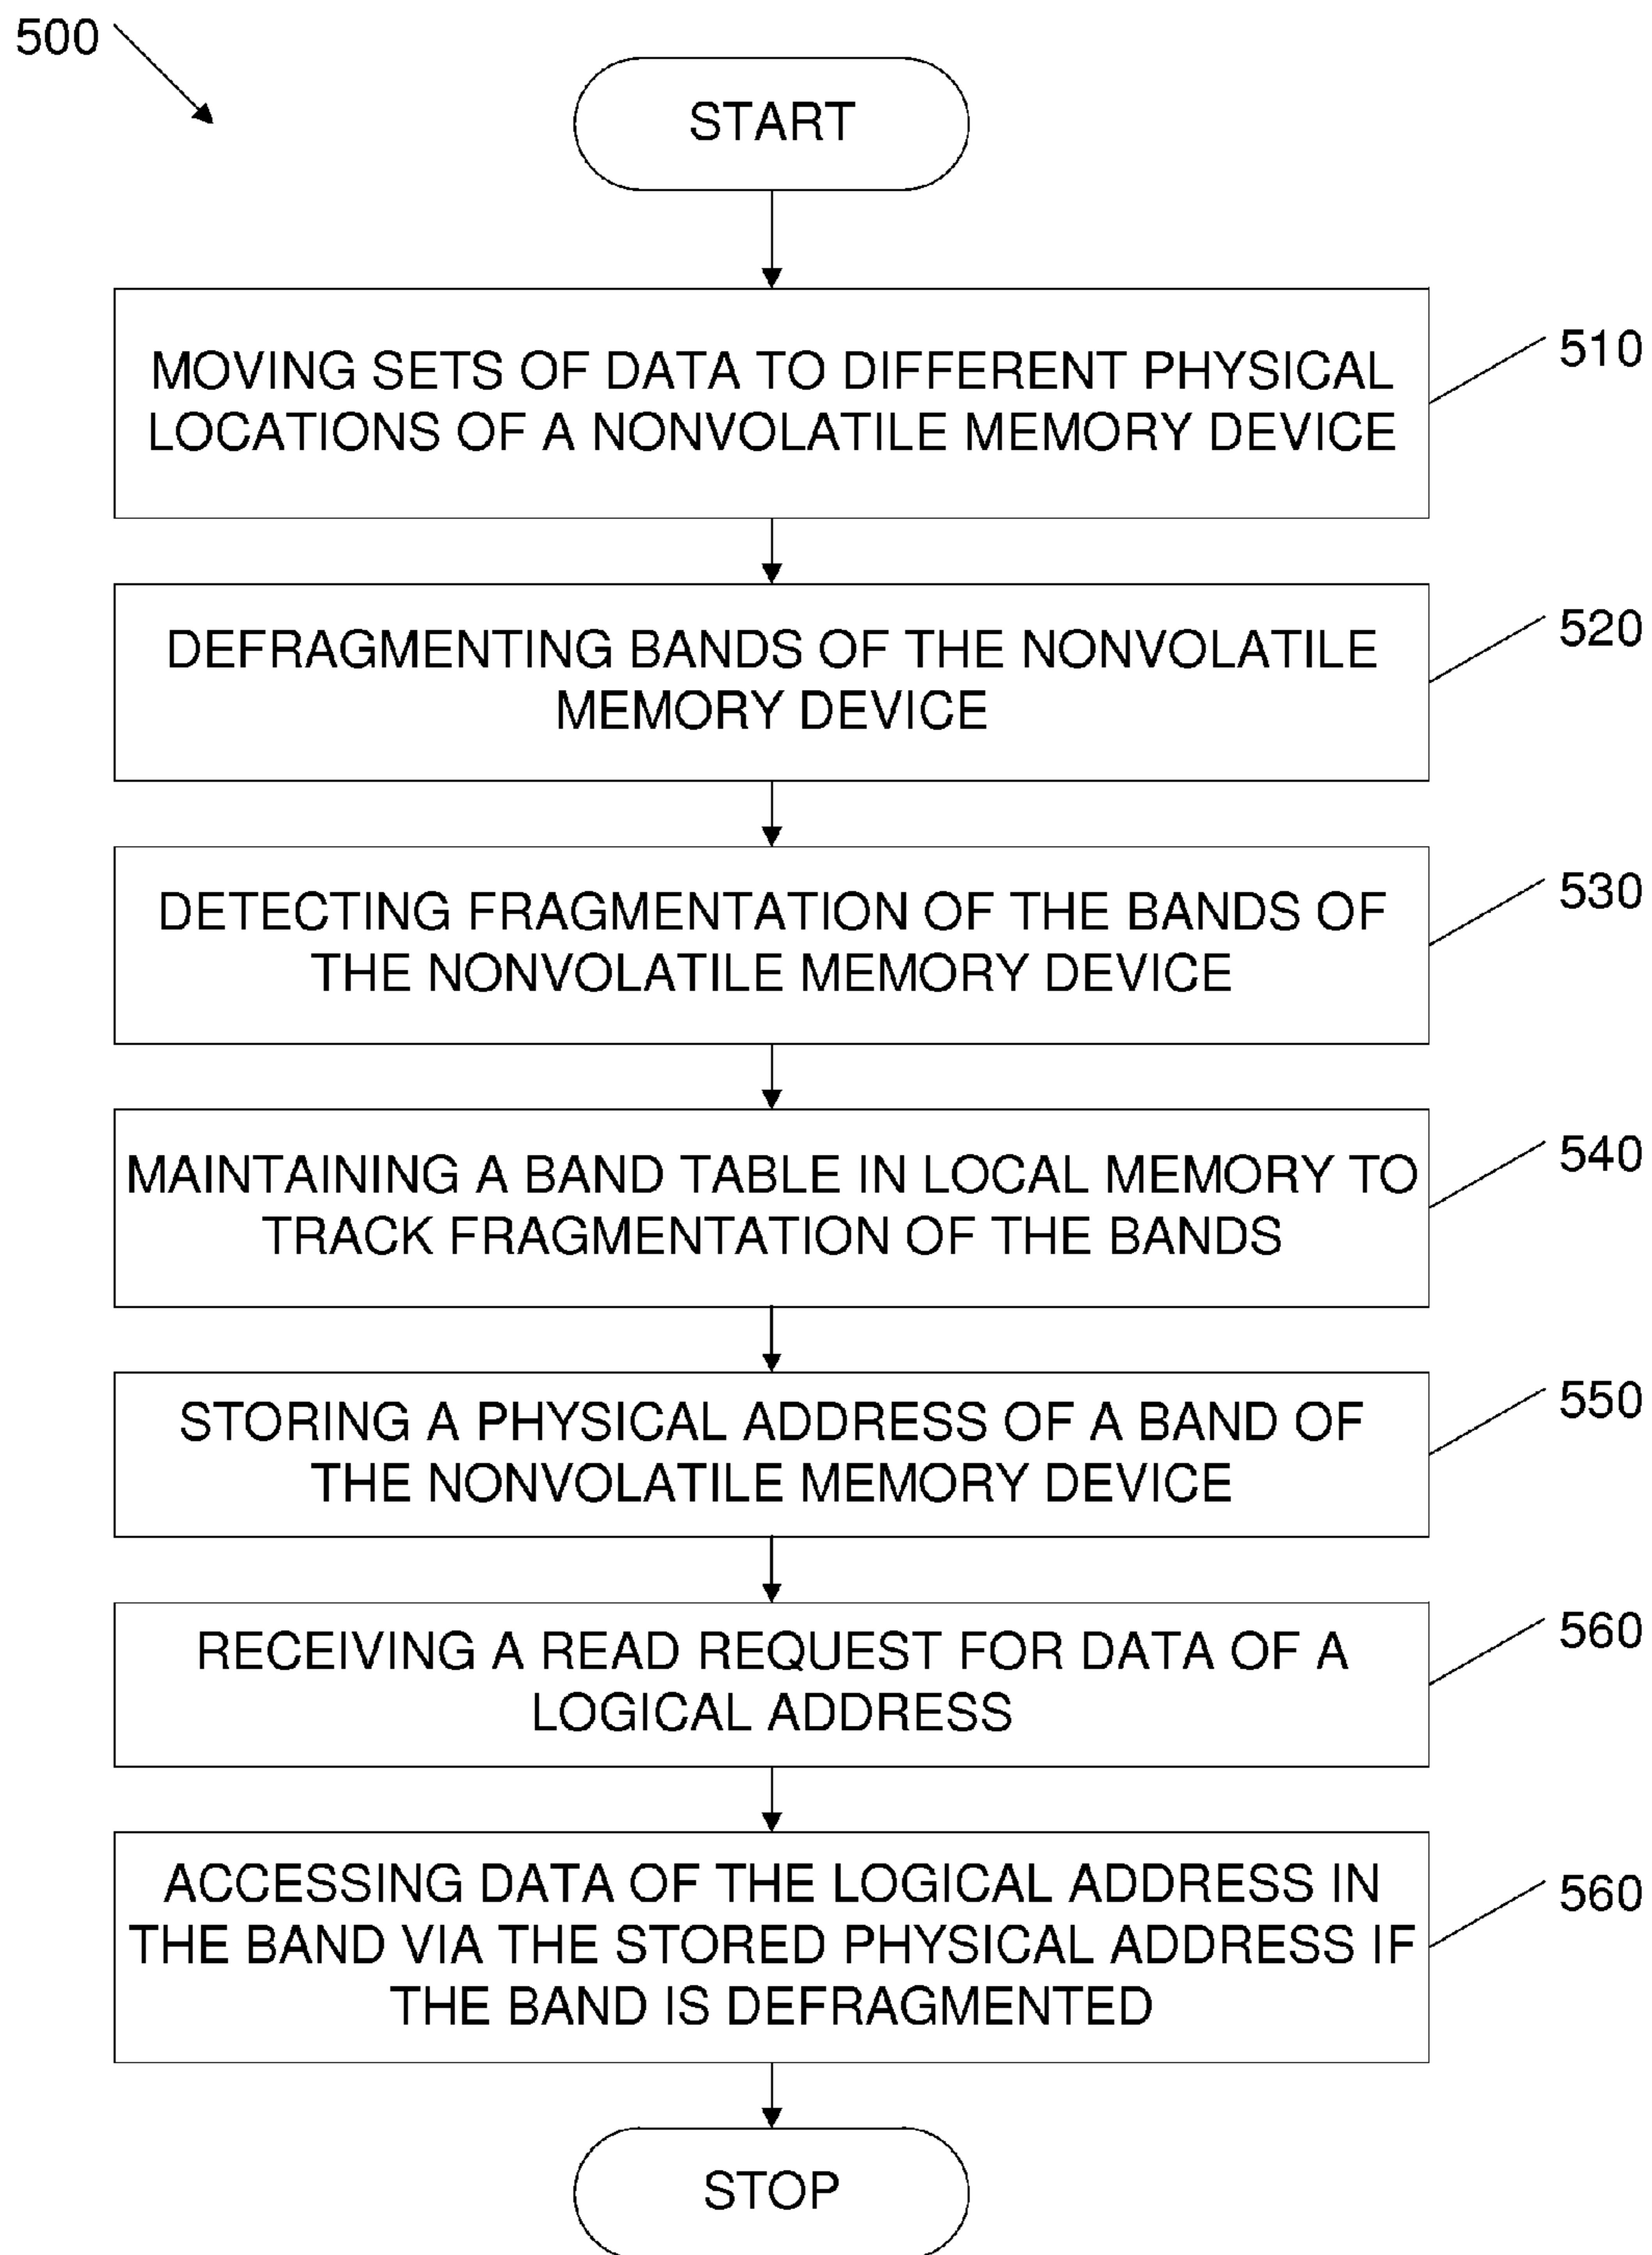 500
START
MOVING SETS OF DATA TO DIFFERENT PHYSICAL
LOCATIONS OF A NONVOLATILE MEMORY DEVICE
510
DEFRAGMENTING BANDS OF THE NONVOLATILE
MEMORY DEVICE
520
DETECTING FRAGMENTATION OF THE BANDS OF
THE NONVOLATILE MEMORY DEVICE
530
MAINTAINING A BAND TABLE IN LOCAL MEMORY TO
TRACK FRAGMENTATION OF THE BANDS
540
STORING A PHYSICAL ADDRESS OF A BAND OF
THE NONVOLATILE MEMORY DEVICE
550
RECEIVING A READ REQUEST FOR DATA OF A
LOGICAL ADDRESS
560
ACCESSING DATA OF THE LOGICAL ADDRESS IN
THE BAND VIA THE STORED PHYSICAL ADDRESS IF
THE BAND IS DEFRAGMENTED
560
STOP